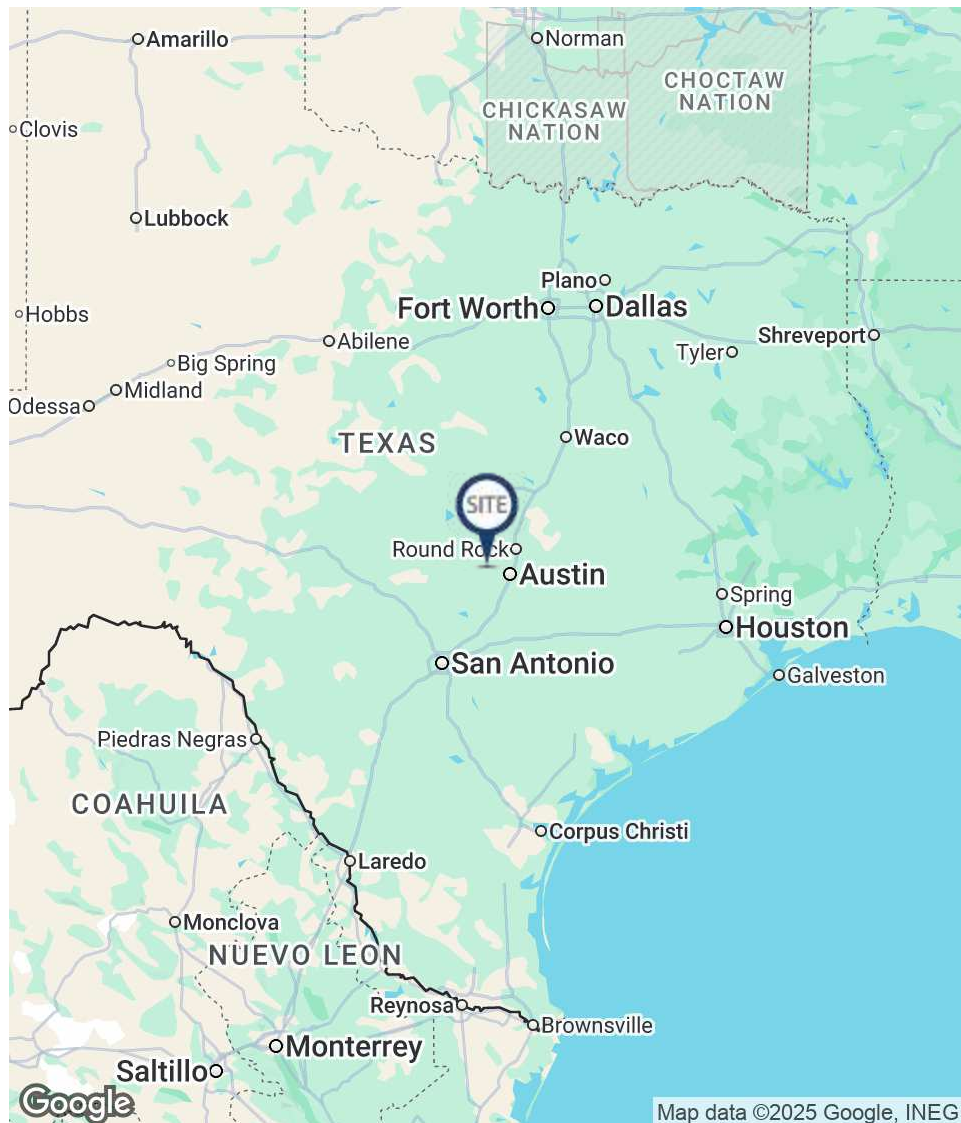 Amarillo
Norman
CHOCTAW
NATION
CHICKASAW
NATION
Clovis
Lubbock
Plano
Fort Worth
Dallas
Hobbs
Abilene
Shreveport
Tyler
Big Spring
Midland
Odessa
TEXAS
Waco
SITE
Round Rock
Austin
Spring
Houston
San Antonio
Galveston
Piedras Negras
COAHUILA
Corpus Christi
Laredo
Monclova
NUEVO LEON
Reynosa
Brownsville
Monterrey
Saltillo
Google
Map data ©2025 Google, INEG